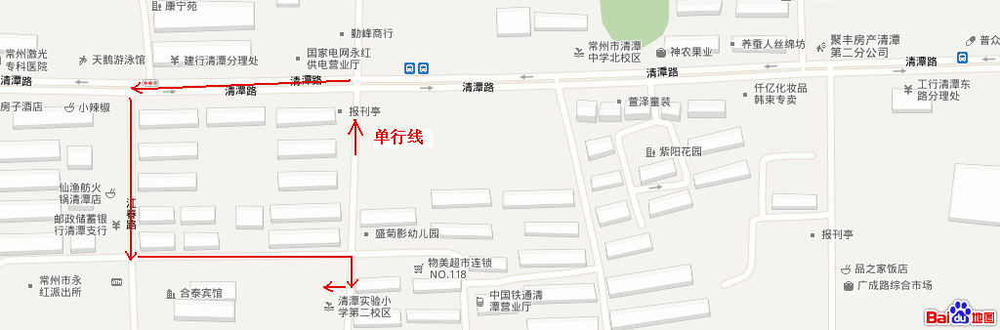 康宁苑
勤峰商行
常州激光
专科医院
天鹅游泳馆
建行清潭分理处
国家电网永红
供电营业厅
常州市清潭
中学北校区
神农果业
养蚕人丝绵坊
聚丰房产清潭
第二分公司
普众
清潭路
清潭路
清潭路
清潭路
清潭路
清潭路
房子酒店
小辣椒
报刊亭
萱泽童装
仟亿化妆品
韩束专卖
工行清潭东
路分理处
单行线
紫阳花园
仙渔舫火
锅清潭店
江春路
邮政储蓄银
行清潭支行
盛菊影幼儿园
报刊亭
物美超市连锁
NO.118
品之家饭店
广成路综合市场
常州市永
红派出所
合泰宾馆
清潭实验小
学第二校区
中国铁通清
潭营业厅
Bai du 地图